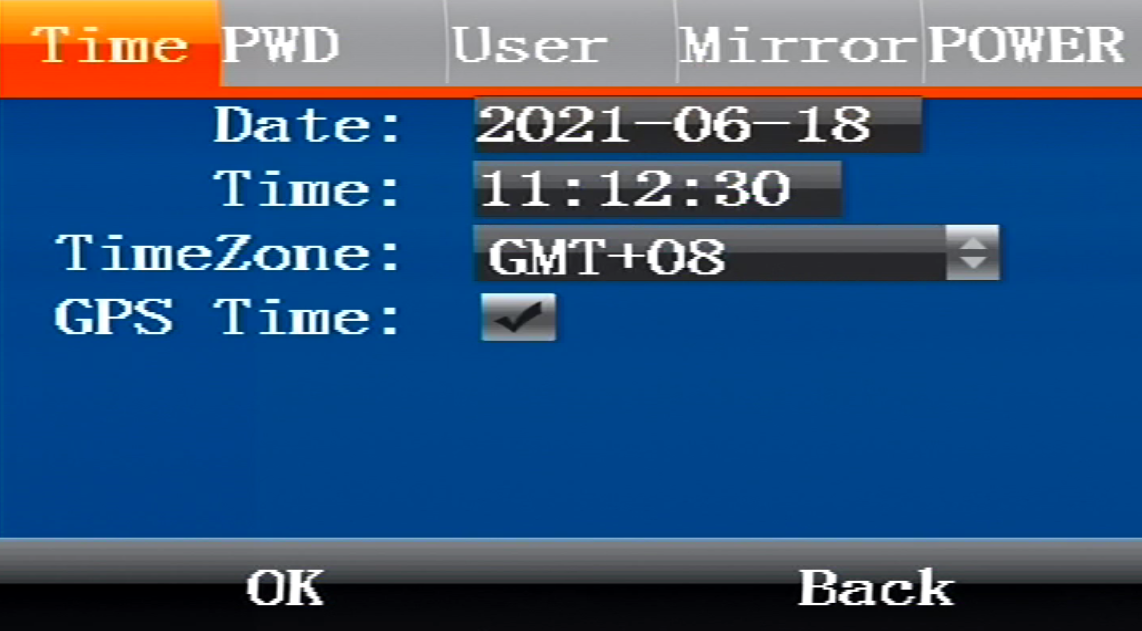 Time PWD User Mirror POWER
Date: 2021-06-18
Time: 11:12:30
TimeZone: GMT+08
GPS Time:
OK Back